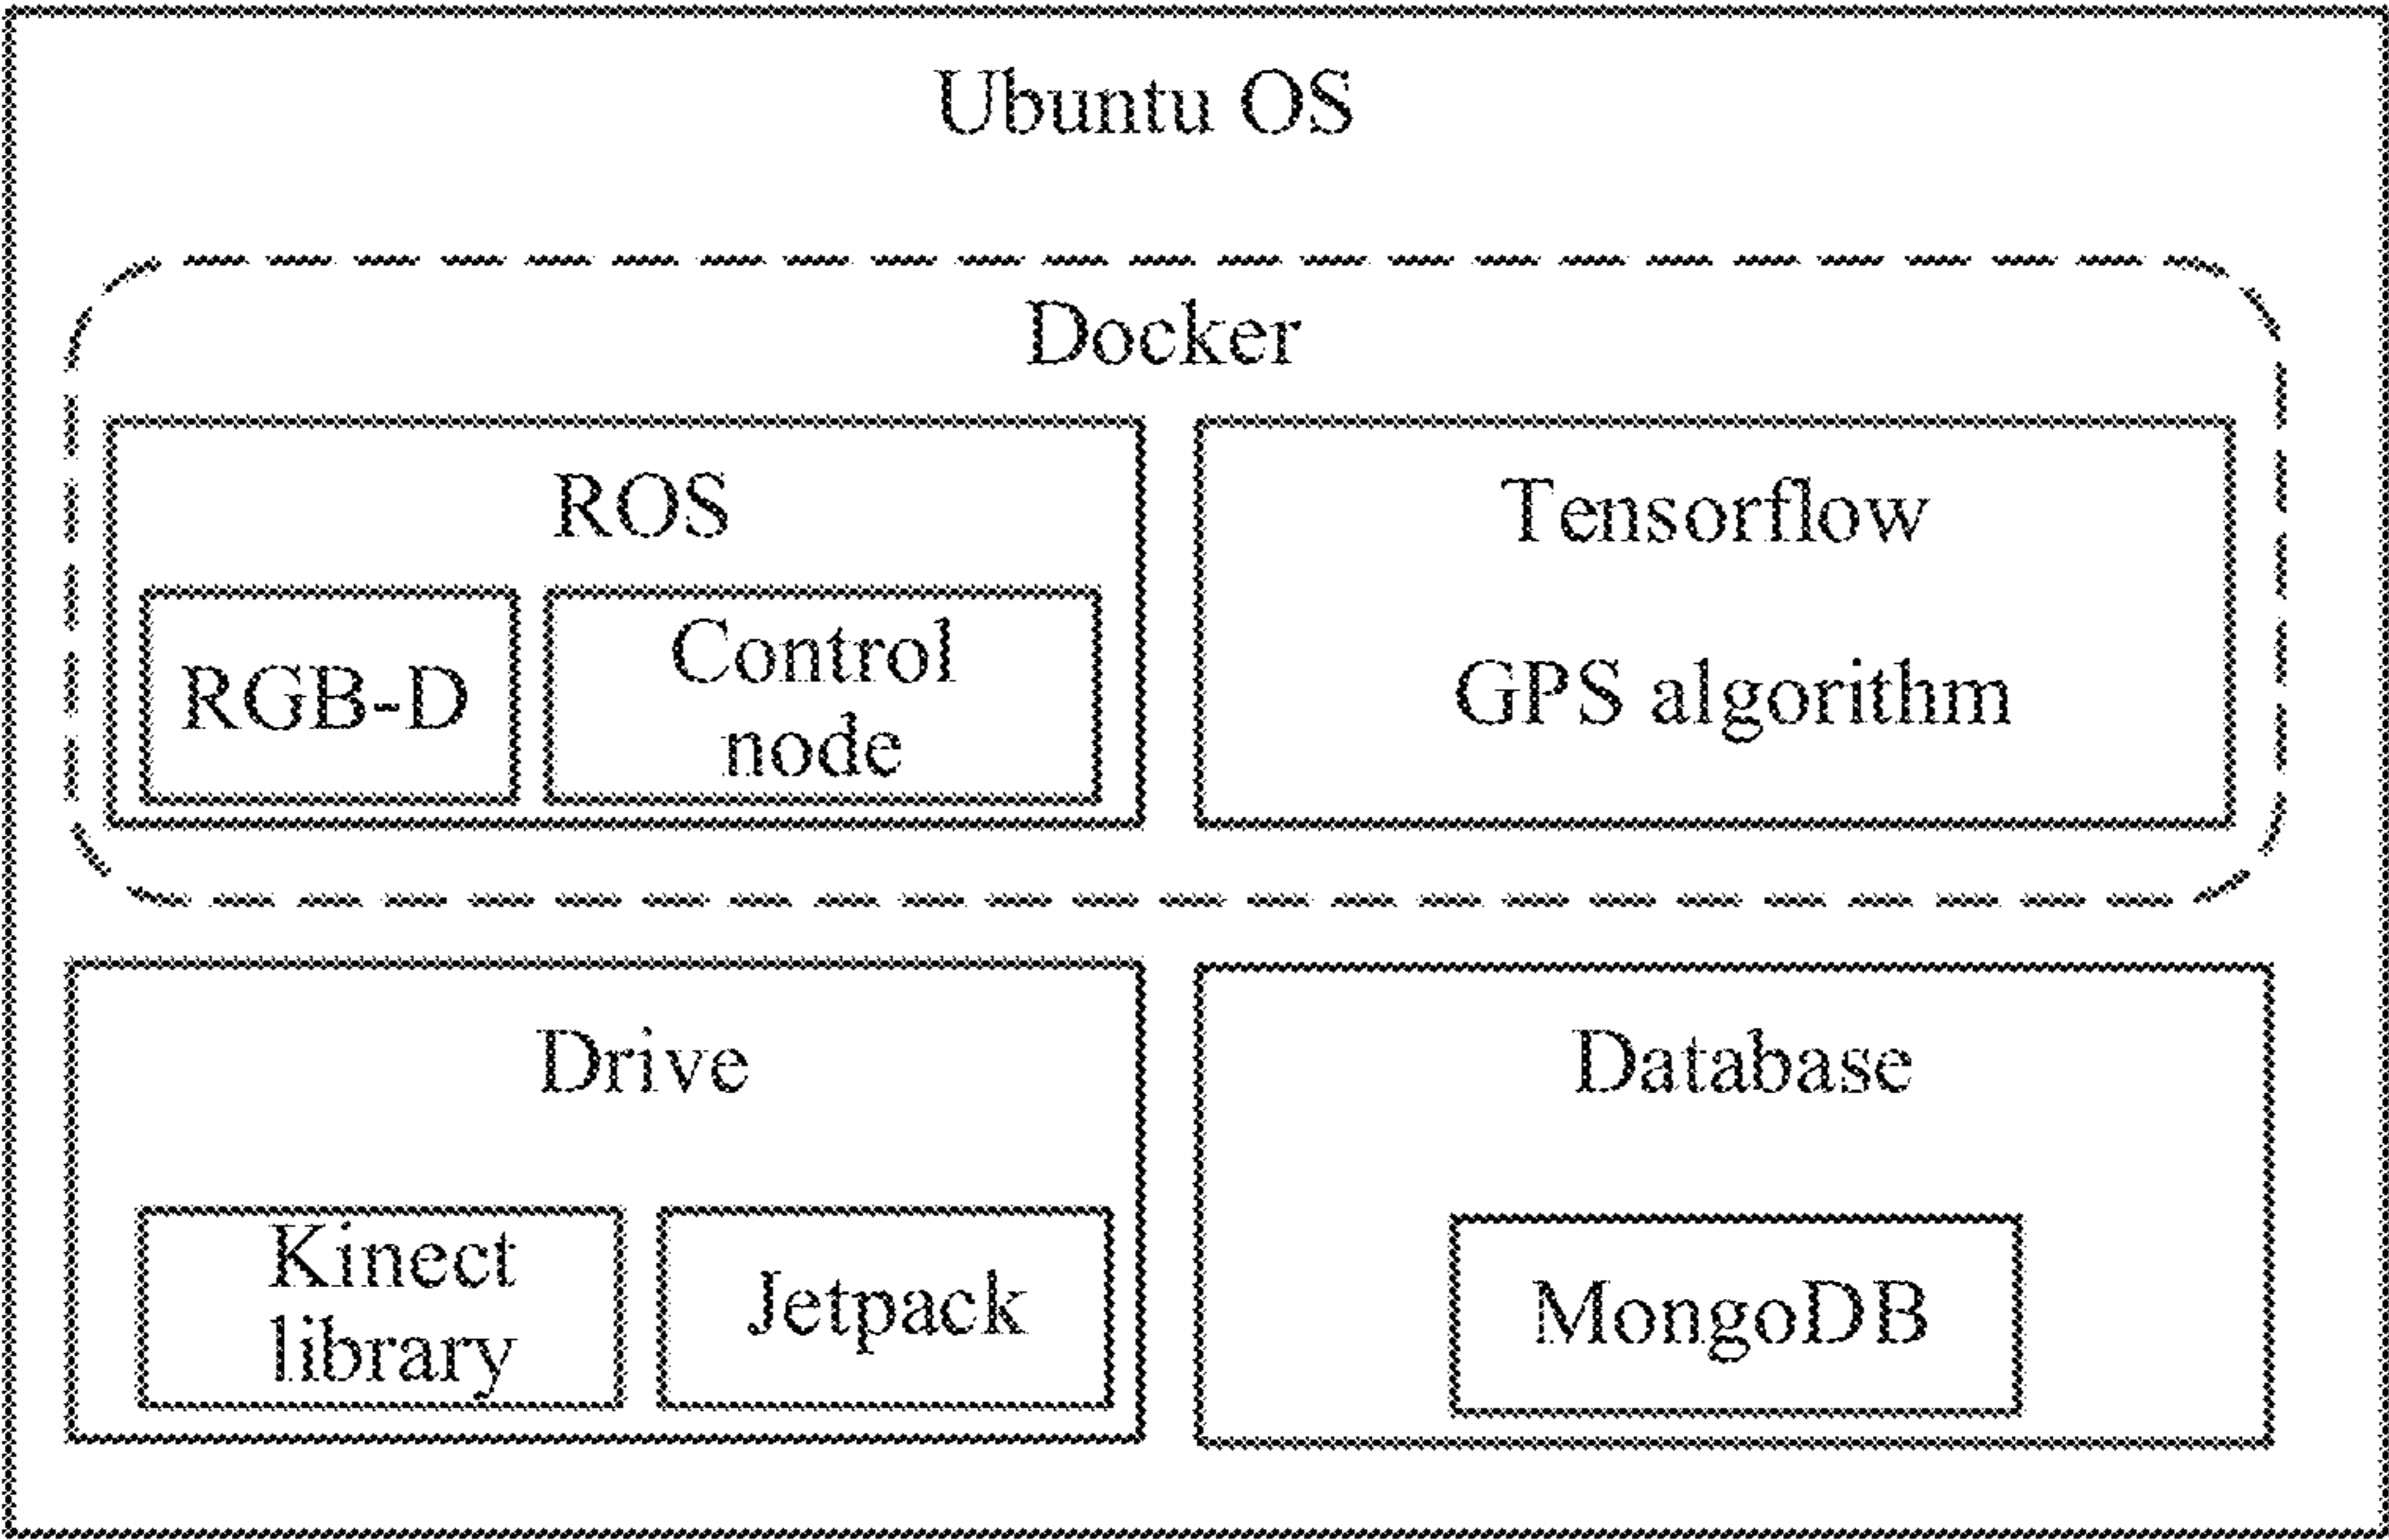 Ubuntu OS
Docker
ROS
RGB-D
Control
node
Tensorflow
GPS algorithm
Drive
Kinect
library
Jetpack
Database
MongoDB